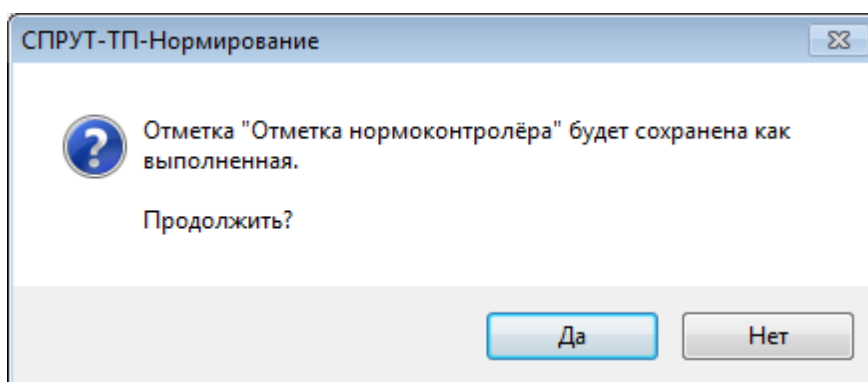 СПРУТ-ТП-Нормирование
Отметка "Отметка нормоконтролёра" будет сохранена как
выполненная.
Продолжить?
Да
Нет